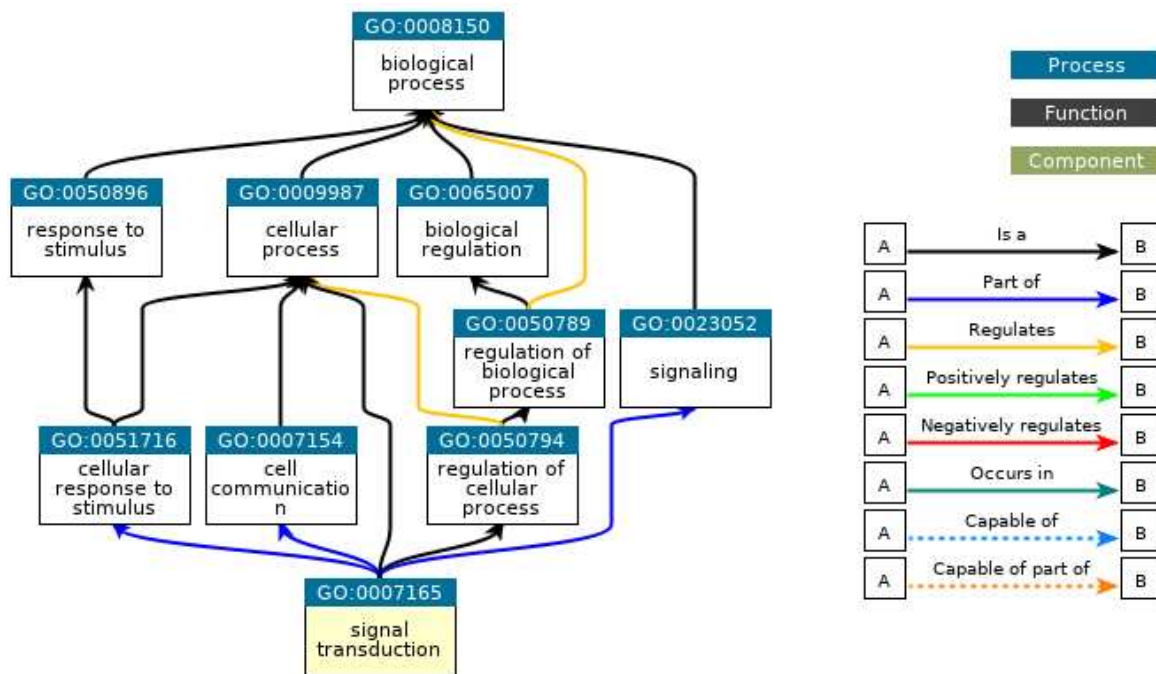 GO:0008150
biological
process
Process
Function
Component
GO:0050896
response to
stimulus
GO:0009987
cellular
process
GO:0065007
biological
regulation
GO:0050789
regulation of
biological
process
GO:0023052
signaling
GO:0051716
cellular
response to
stimulus
GO:0007154
cell
communicatio
n
GO:0050794
regulation of
cellular
process
GO:0007165
signal
transduction
A Is a B
A Part of B
A Regulates B
A Positively regulates B
A Negatively regulates B
A Occurs in B
A Capable of B
A Capable of part of B